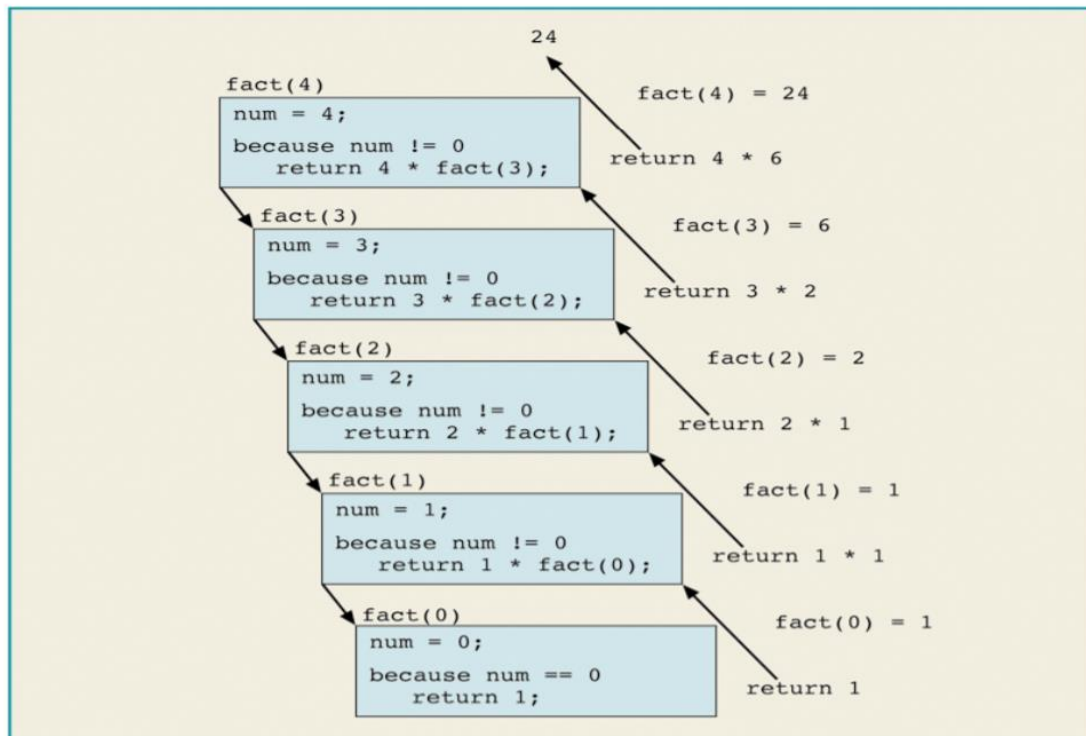 24
fact(4)
fact(4) = 24
num = 4;
because num != 0
return 4 * fact(3);
return 4 * 6
fact(3)
fact(3) = 6
num = 3;
because num != 0
return 3 * fact(2);
return 3 * 2
fact(2)
fact(2) = 2
num = 2;
because num != 0
return 2 * fact(1);
return 2 * 1
fact(1)
fact(1) = 1
num = 1;
because num != 0
return 1 * fact(0);
return 1 * 1
fact(0)
fact(0) = 1
num = 0;
because num == 0
return 1;
return 1